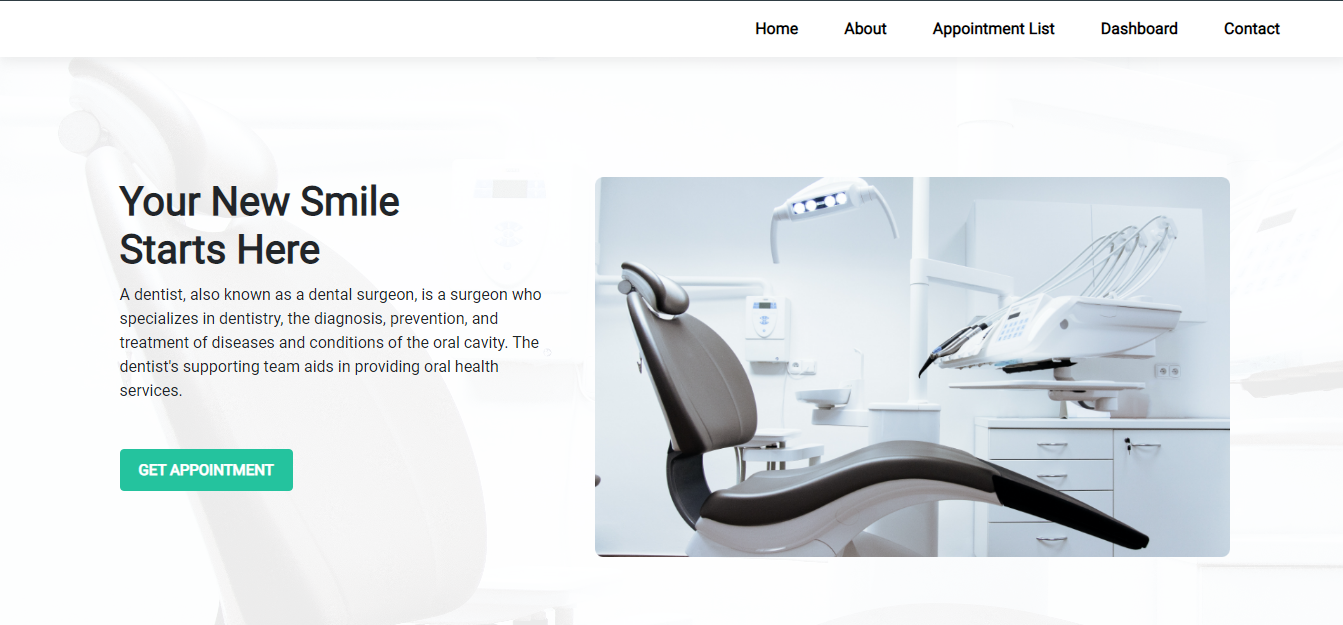 Home About Appointment List Dashboard Contact
Your New Smile
Starts Here
A dentist, also known as a dental surgeon, is a surgeon who
specializes in dentistry, the diagnosis, prevention, and
treatment of diseases and conditions of the oral cavity. The
dentist's supporting team aids in providing oral health
services.
GET APPOINTMENT